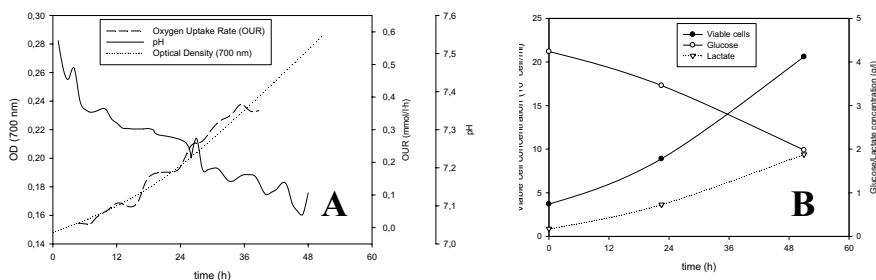 0,30
0,28
0,26
0,24
0,22
0,20
0,18
0,16
0,14
OD (700 nm)
Oxygen Uptake Rate (OUR)
pH
Optical Density (700 nm)
0,6
0,5
0,4
0,3
0,2
0,1
0,0
OUR (mmol/l·h)
7,6
7,5
7,4
7,3
7,2
7,1
7,0
pH
0 12 24 36 48 60
time (h)
A
25
20
15
10
5
0
Viable cells
Glucose
Lactate
5
4
3
2
1
0
Glucose/Lactate concentration (g/l)
0 12 24 36 48 60
time (h)
B